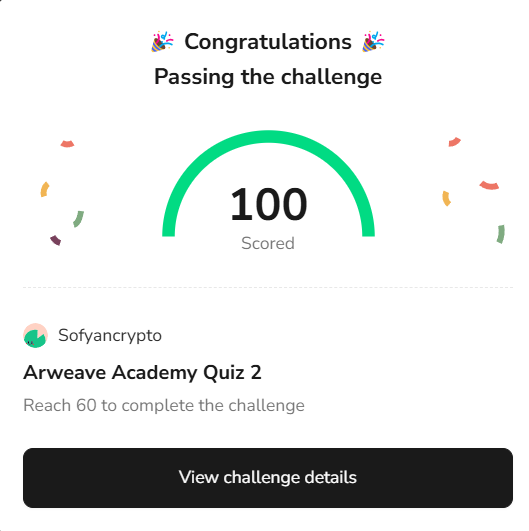 🎉 Congratulations 🎉
Passing the challenge
100
Scored
Sofyancrypto
Arweave Academy Quiz 2
Reach 60 to complete the challenge
View challenge details